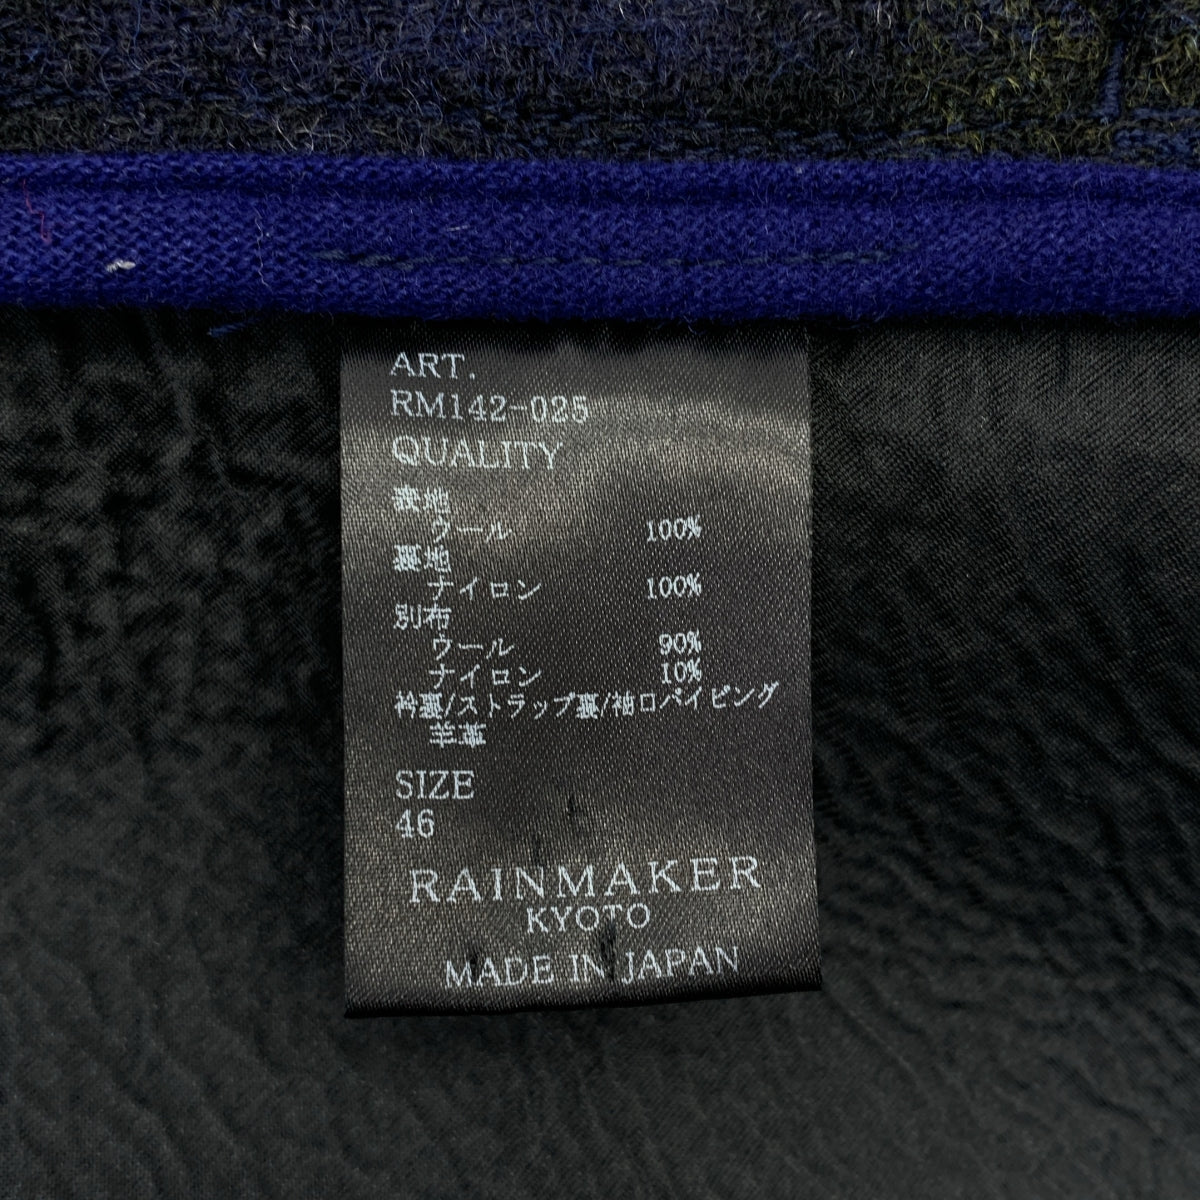 ART.
RM142-025
QUALITY
表地
ウール 100%
裏地
ナイロン 100%
別布
ウール 90%
ナイロン 10%
衿裏/ストラップ裏/袖口パイピング
羊革
SIZE
46
RAINMAKER
KYOTO
MADE IN JAPAN